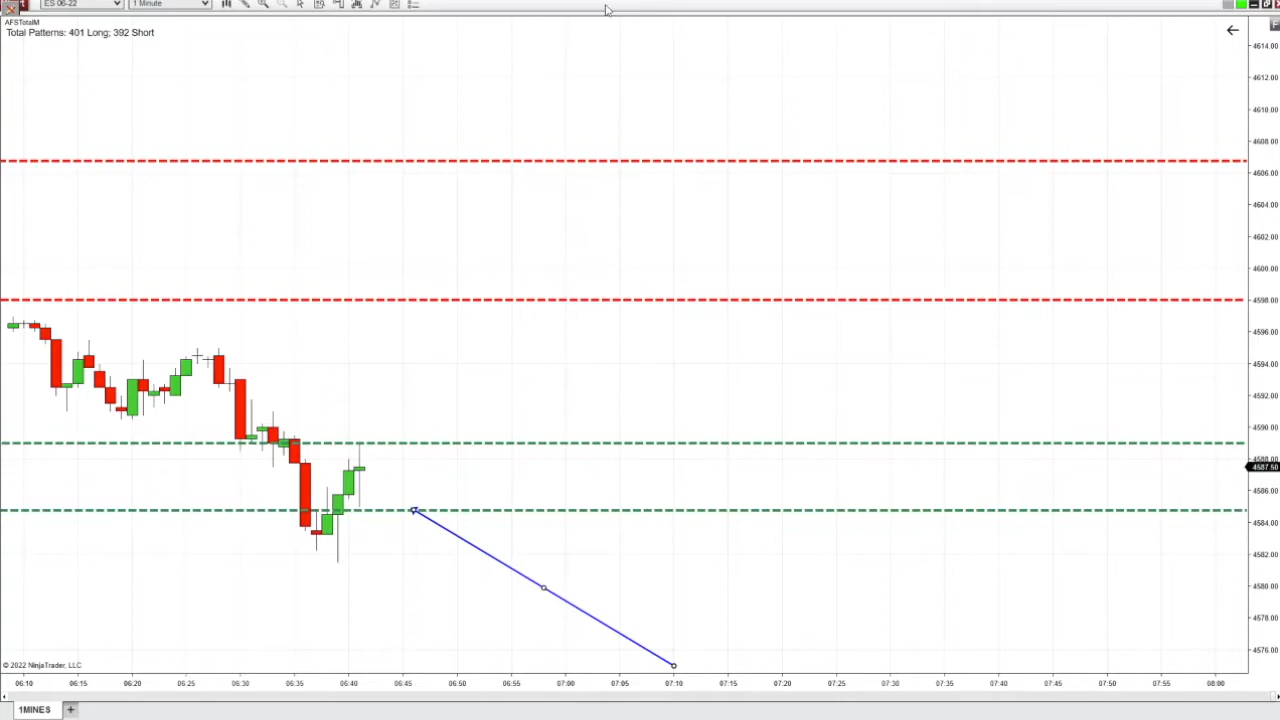 ES 06-22
1 Minute
AFSTotalM
Total Patterns: 401 Long; 392 Short
F
4614.00
4612.00
4610.00
4608.00
4606.00
4604.00
4602.00
4600.00
4598.00
4596.00
4594.00
4592.00
4590.00
4588.00
4587.50
4586.00
4584.00
4582.00
4580.00
4578.00
4576.00
© 2022 NinjaTrader, LLC
06:10 06:15 06:20 06:25 06:30 06:35 06:40 06:45 06:50 06:55 07:00 07:05 07:10 07:15 07:20 07:25 07:30 07:35 07:40 07:45 07:50 07:55 08:00
1MINES +